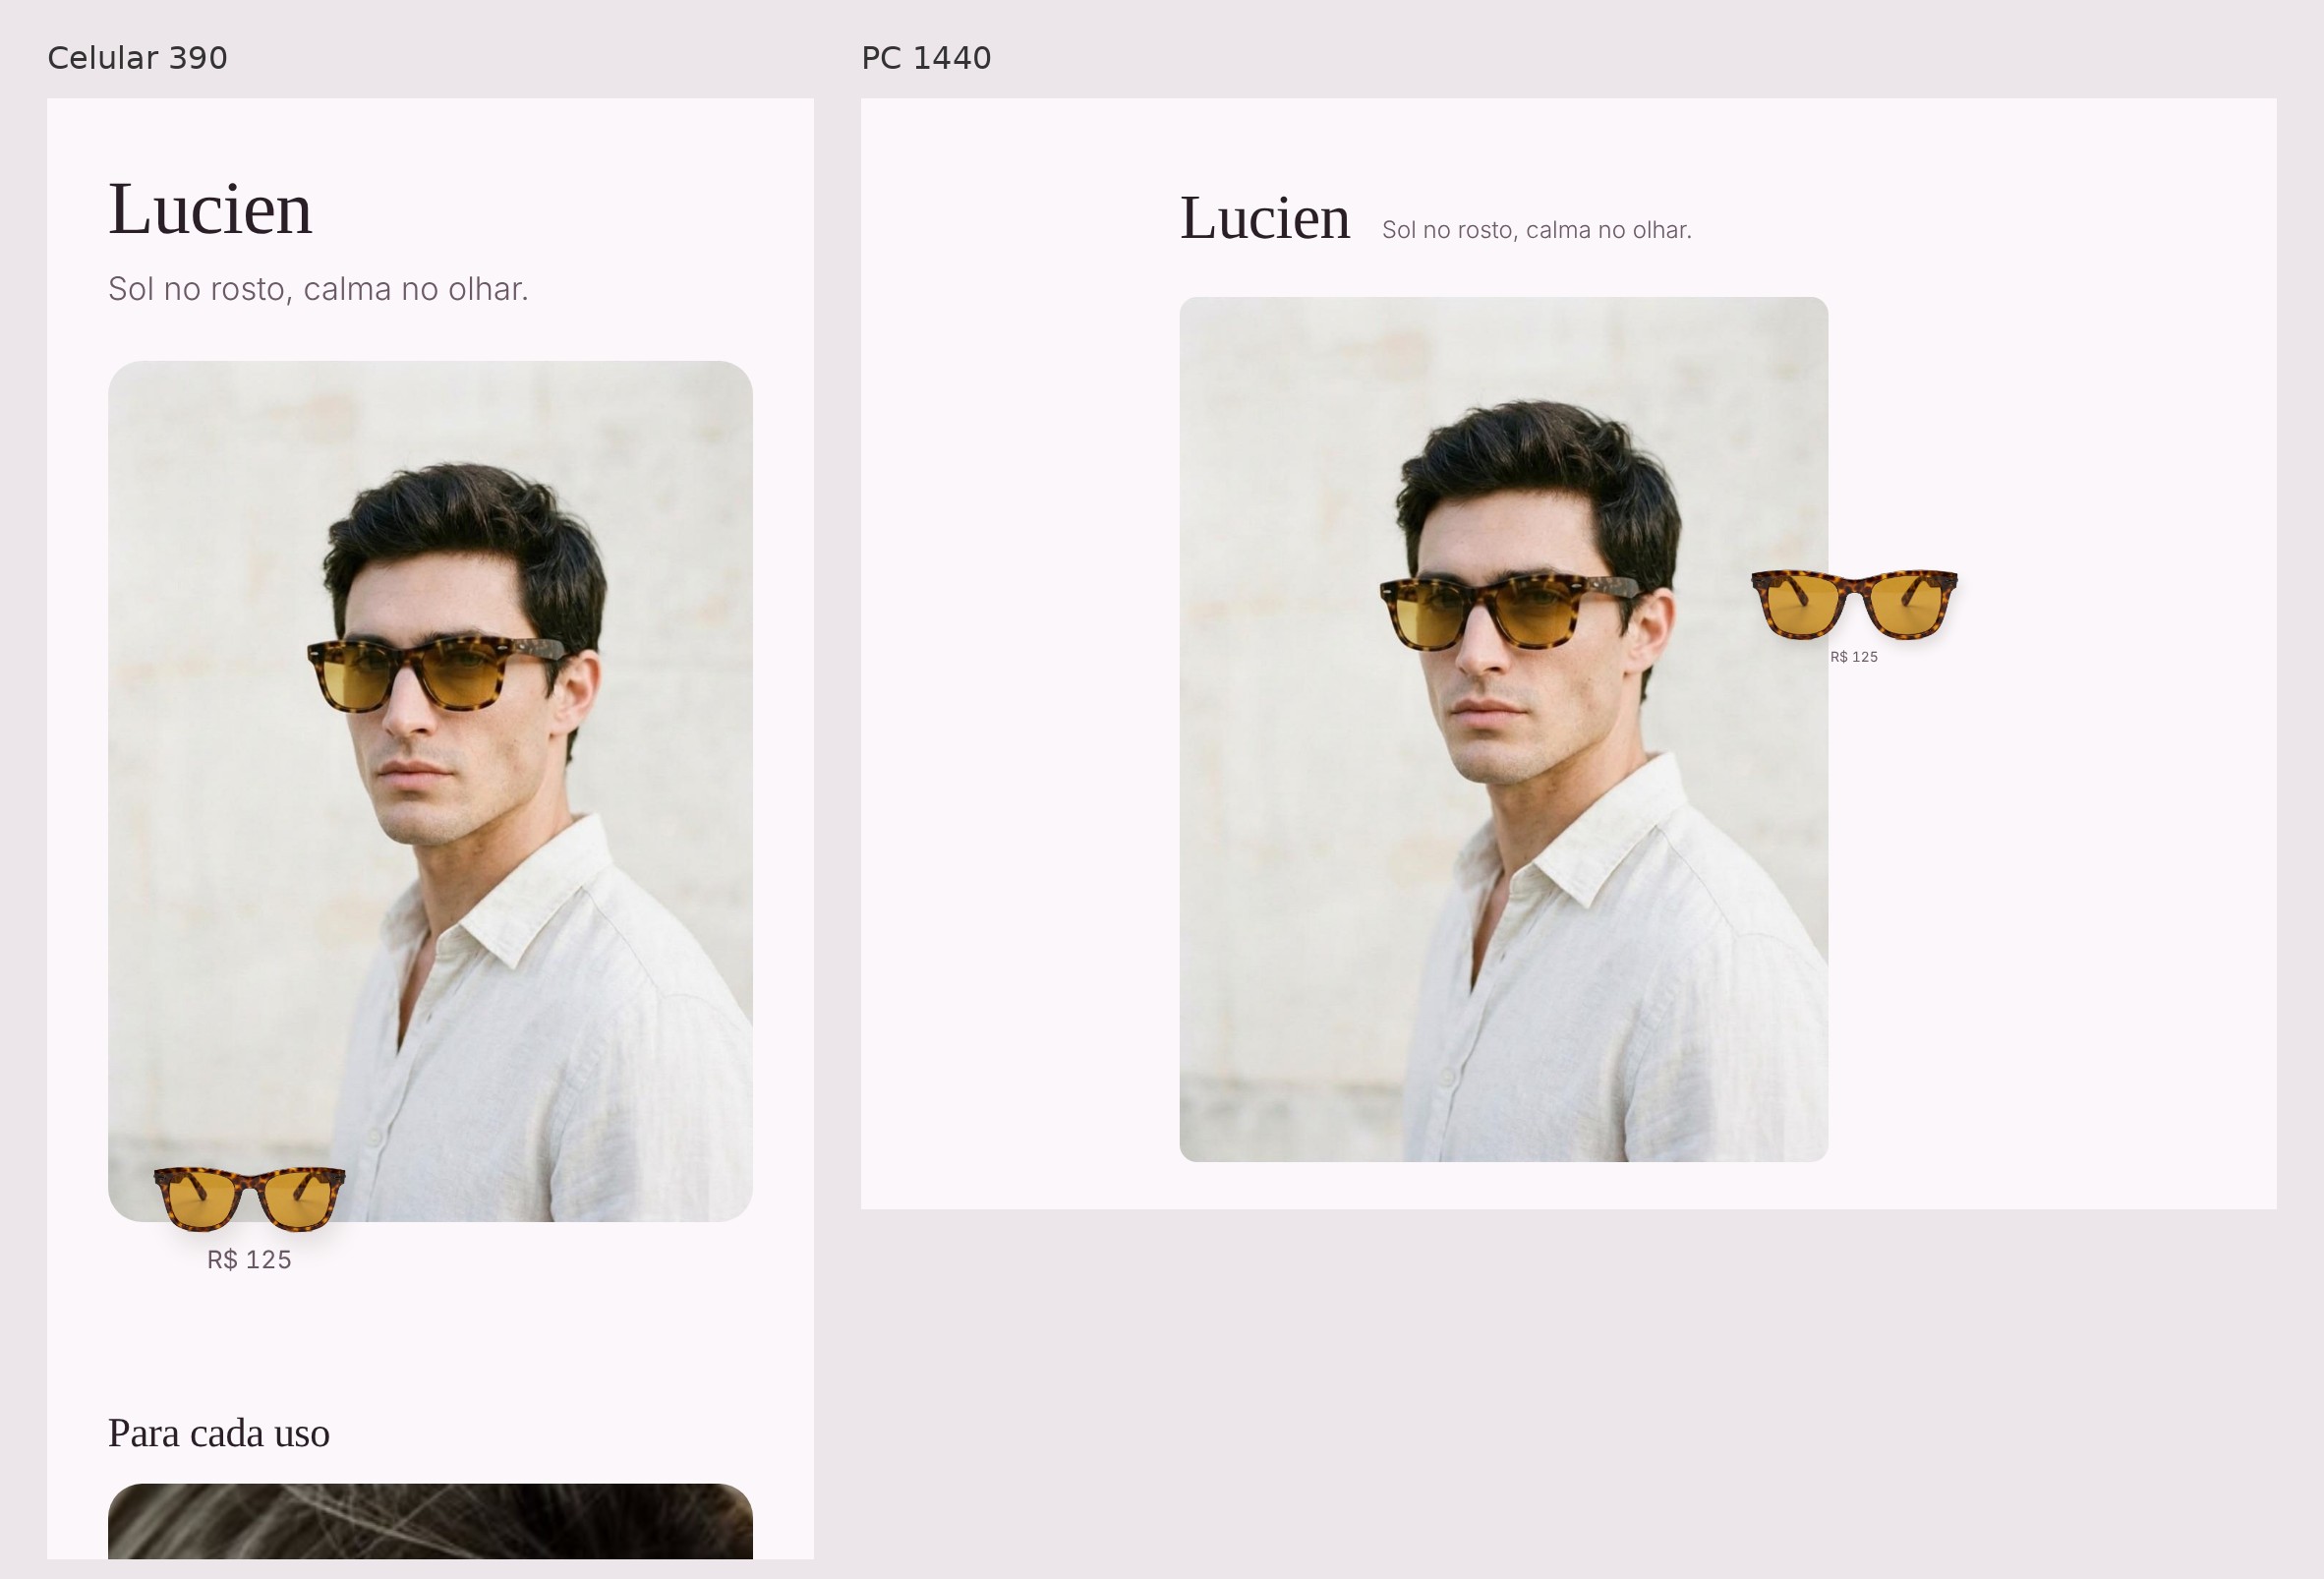 Celular 390
Lucien
Sol no rosto, calma no olhar.
R$ 125
Para cada uso
PC 1440
Lucien
Sol no rosto, calma no olhar.
R$ 125